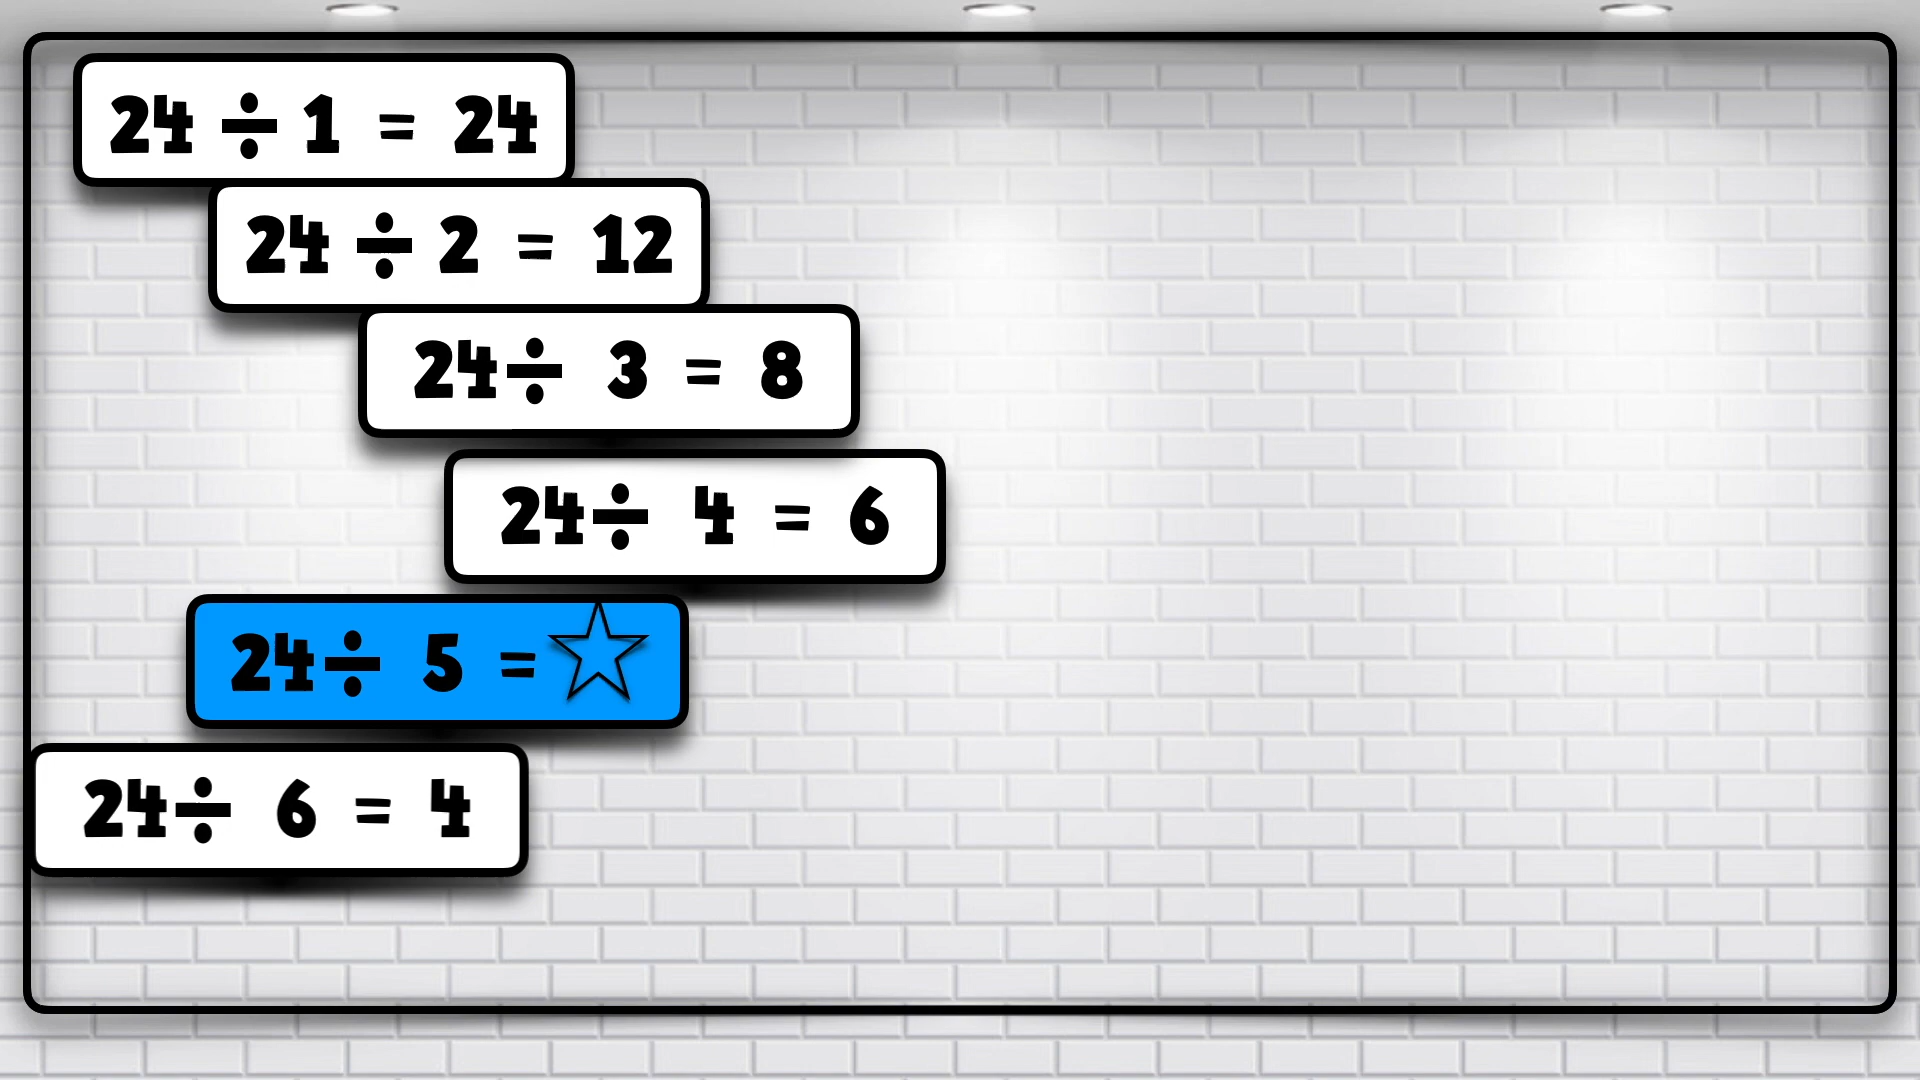 24 ÷ 1 = 24
24 ÷ 2 = 12
24÷ 3 = 8
24÷ 4 = 6
24÷ 5 =
24÷ 6 = 4